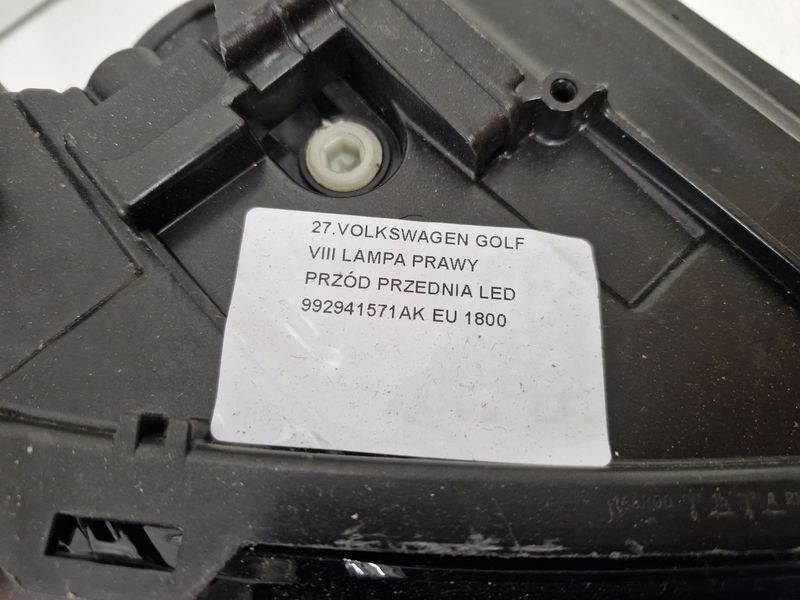 27.VOLKSWAGEN GOLF
VIII LAMPA PRAWY
PRZÓD PRZEDNIA LED
992941571AK EU 1800